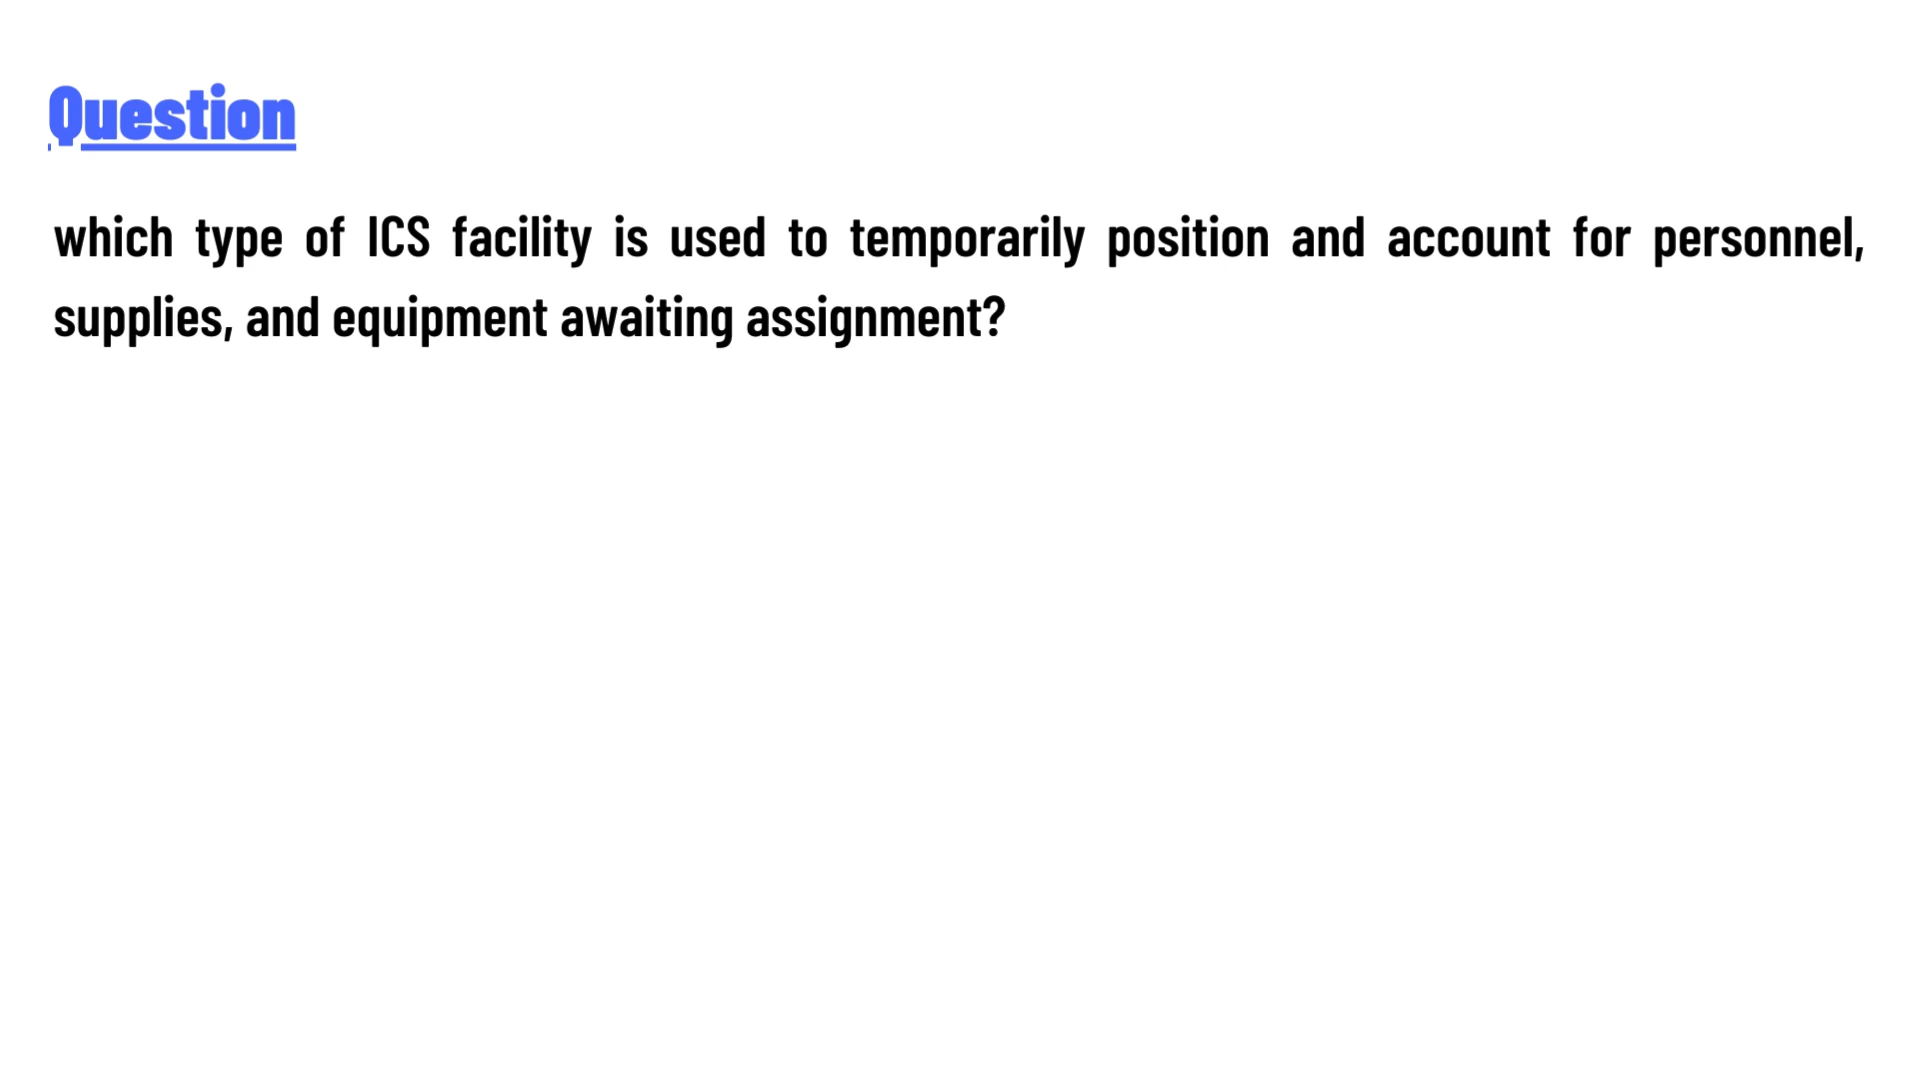 Question
which type of ICS facility is used to temporarily position and account for personnel,
supplies, and equipment awaiting assignment?